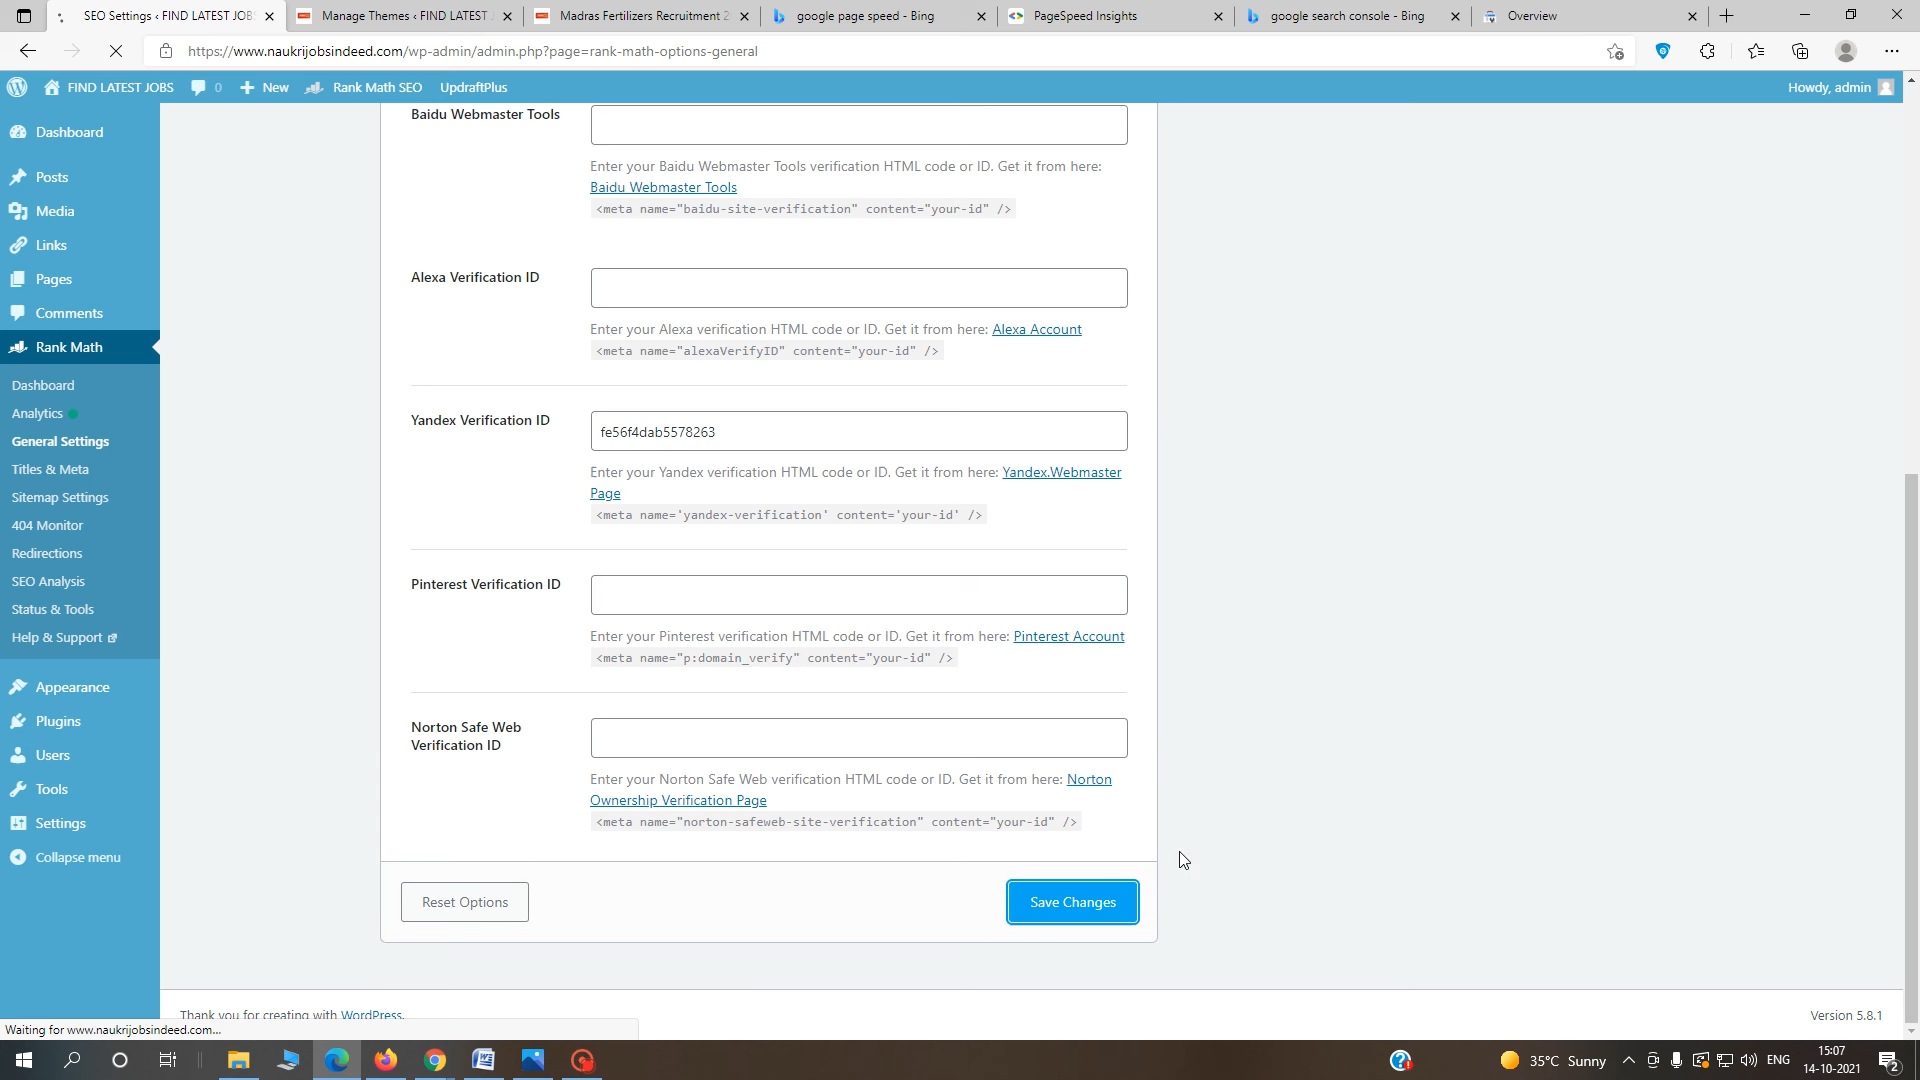 SEO Settings ‹ FIND LATEST JOBS
Manage Themes ‹ FIND LATEST J
Madras Fertilizers Recruitment 2
google page speed - Bing
PageSpeed Insights
google search console - Bing
Overview
https://www.naukrijobsindeed.com/wp-admin/admin.php?page=rank-math-options-general
FIND LATEST JOBS
0
New
Rank Math SEO
UpdraftPlus
Howdy, admin
Dashboard
Posts
Media
Links
Pages
Comments
Rank Math
Dashboard
Analytics
General Settings
Titles & Meta
Sitemap Settings
404 Monitor
Redirections
SEO Analysis
Status & Tools
Help & Support
Appearance
Plugins
Users
Tools
Settings
Collapse menu
Baidu Webmaster Tools
Enter your Baidu Webmaster Tools verification HTML code or ID. Get it from here:
Baidu Webmaster Tools
<meta name="baidu-site-verification" content="your-id" />
Alexa Verification ID
Enter your Alexa verification HTML code or ID. Get it from here: Alexa Account
<meta name="alexaVerifyID" content="your-id" />
Yandex Verification ID
fe56f4dab5578263
Enter your Yandex verification HTML code or ID. Get it from here: Yandex.Webmaster
Page
<meta name='yandex-verification' content='your-id' />
Pinterest Verification ID
Enter your Pinterest verification HTML code or ID. Get it from here: Pinterest Account
<meta name="p:domain_verify" content="your-id" />
Norton Safe Web
Verification ID
Enter your Norton Safe Web verification HTML code or ID. Get it from here: Norton
Ownership Verification Page
<meta name="norton-safeweb-site-verification" content="your-id" />
Reset Options
Save Changes
Thank you for creating with WordPress.
Version 5.8.1
Waiting for www.naukrijobsindeed.com...
35°C Sunny
ENG
15:07
14-10-2021
2